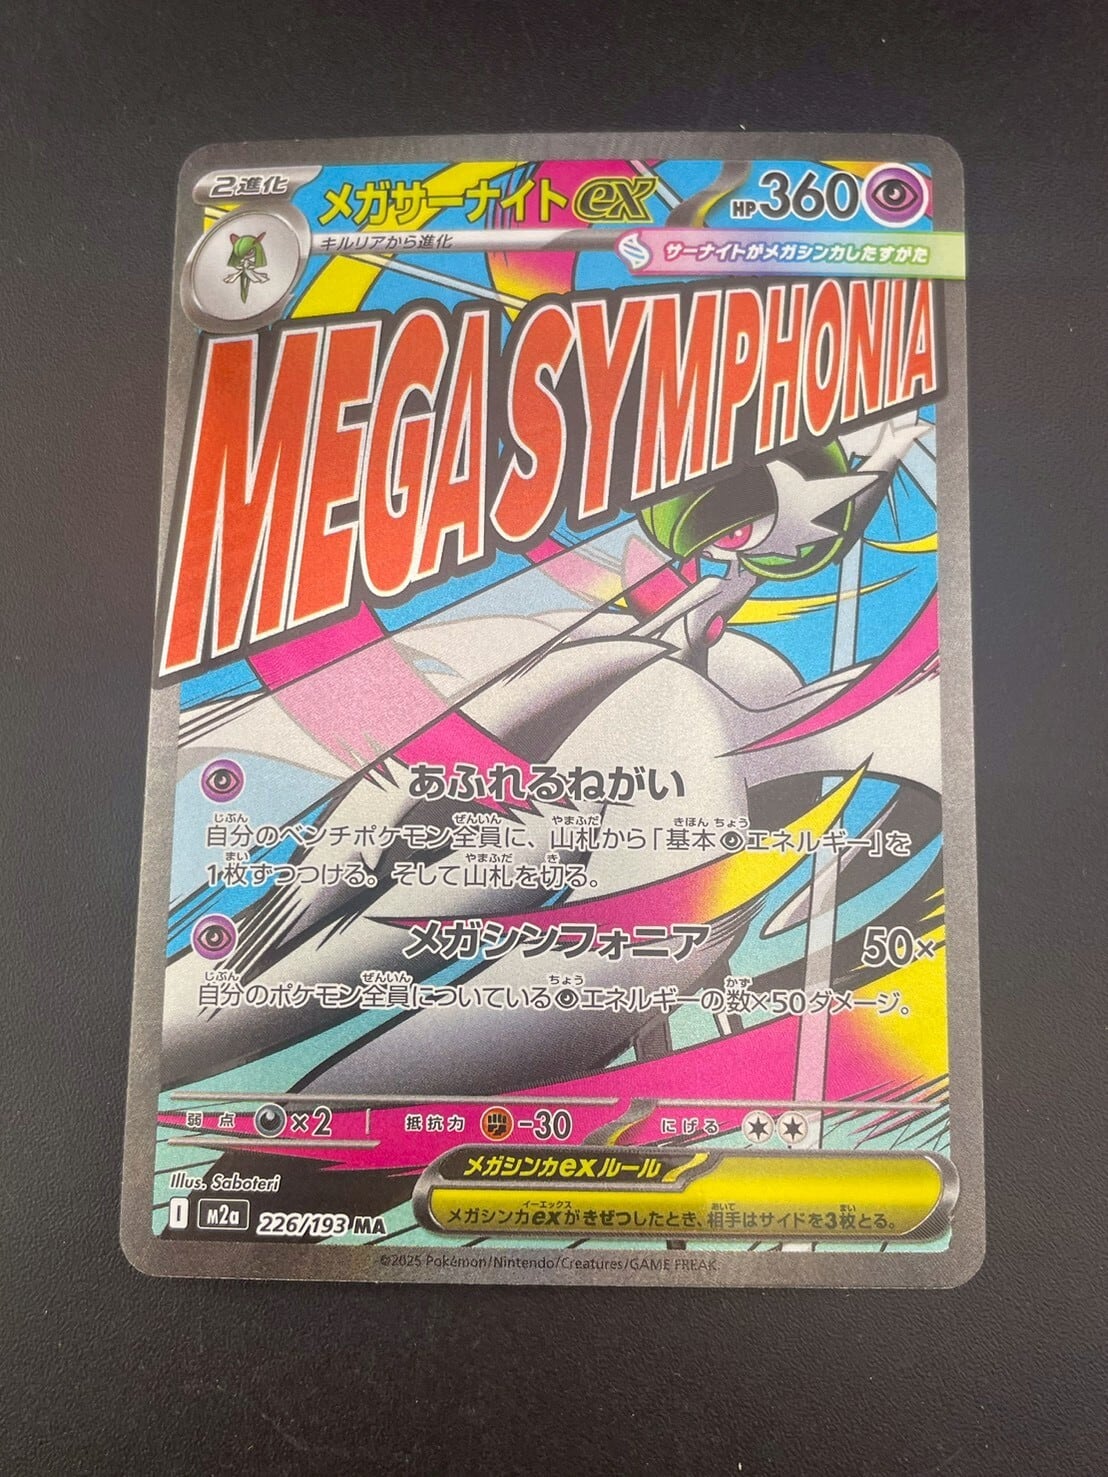 2進化
メガサーナイトex
HP360
キルリアから進化
サーナイトがメガシンカしたすがた
MEGA SYMPHONIA
あふれるねがい
自分のベンチポケモン全員に、山札から「基本エネルギー」を
1枚ずつつける。そして山札を切る。
メガシンフォニア 50×
自分のポケモン全員についているエネルギーの数×50ダメージ。
弱点 ×2 抵抗力 -30 にげる
メガシンカexルール
メガシンカexがきぜつしたとき、相手はサイドを3枚とる。
Illus. Saboteri
I m2a 226/193 MA
©2025 Pokémon/Nintendo/Creatures/GAME FREAK.